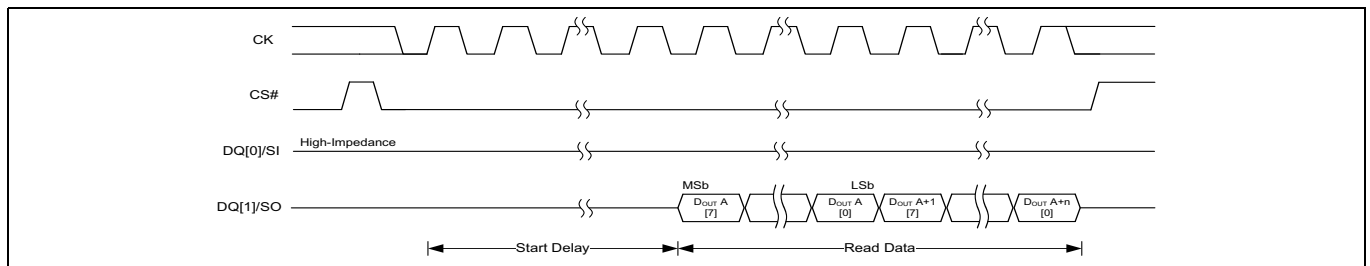 CK
CS#
DQ[0]/SI High-Impedance
DQ[1]/SO
MSb LSb
DOUT A DOUT A DOUT A+1 DOUT A+n
[7] [0] [7] [0]
Start Delay Read Data